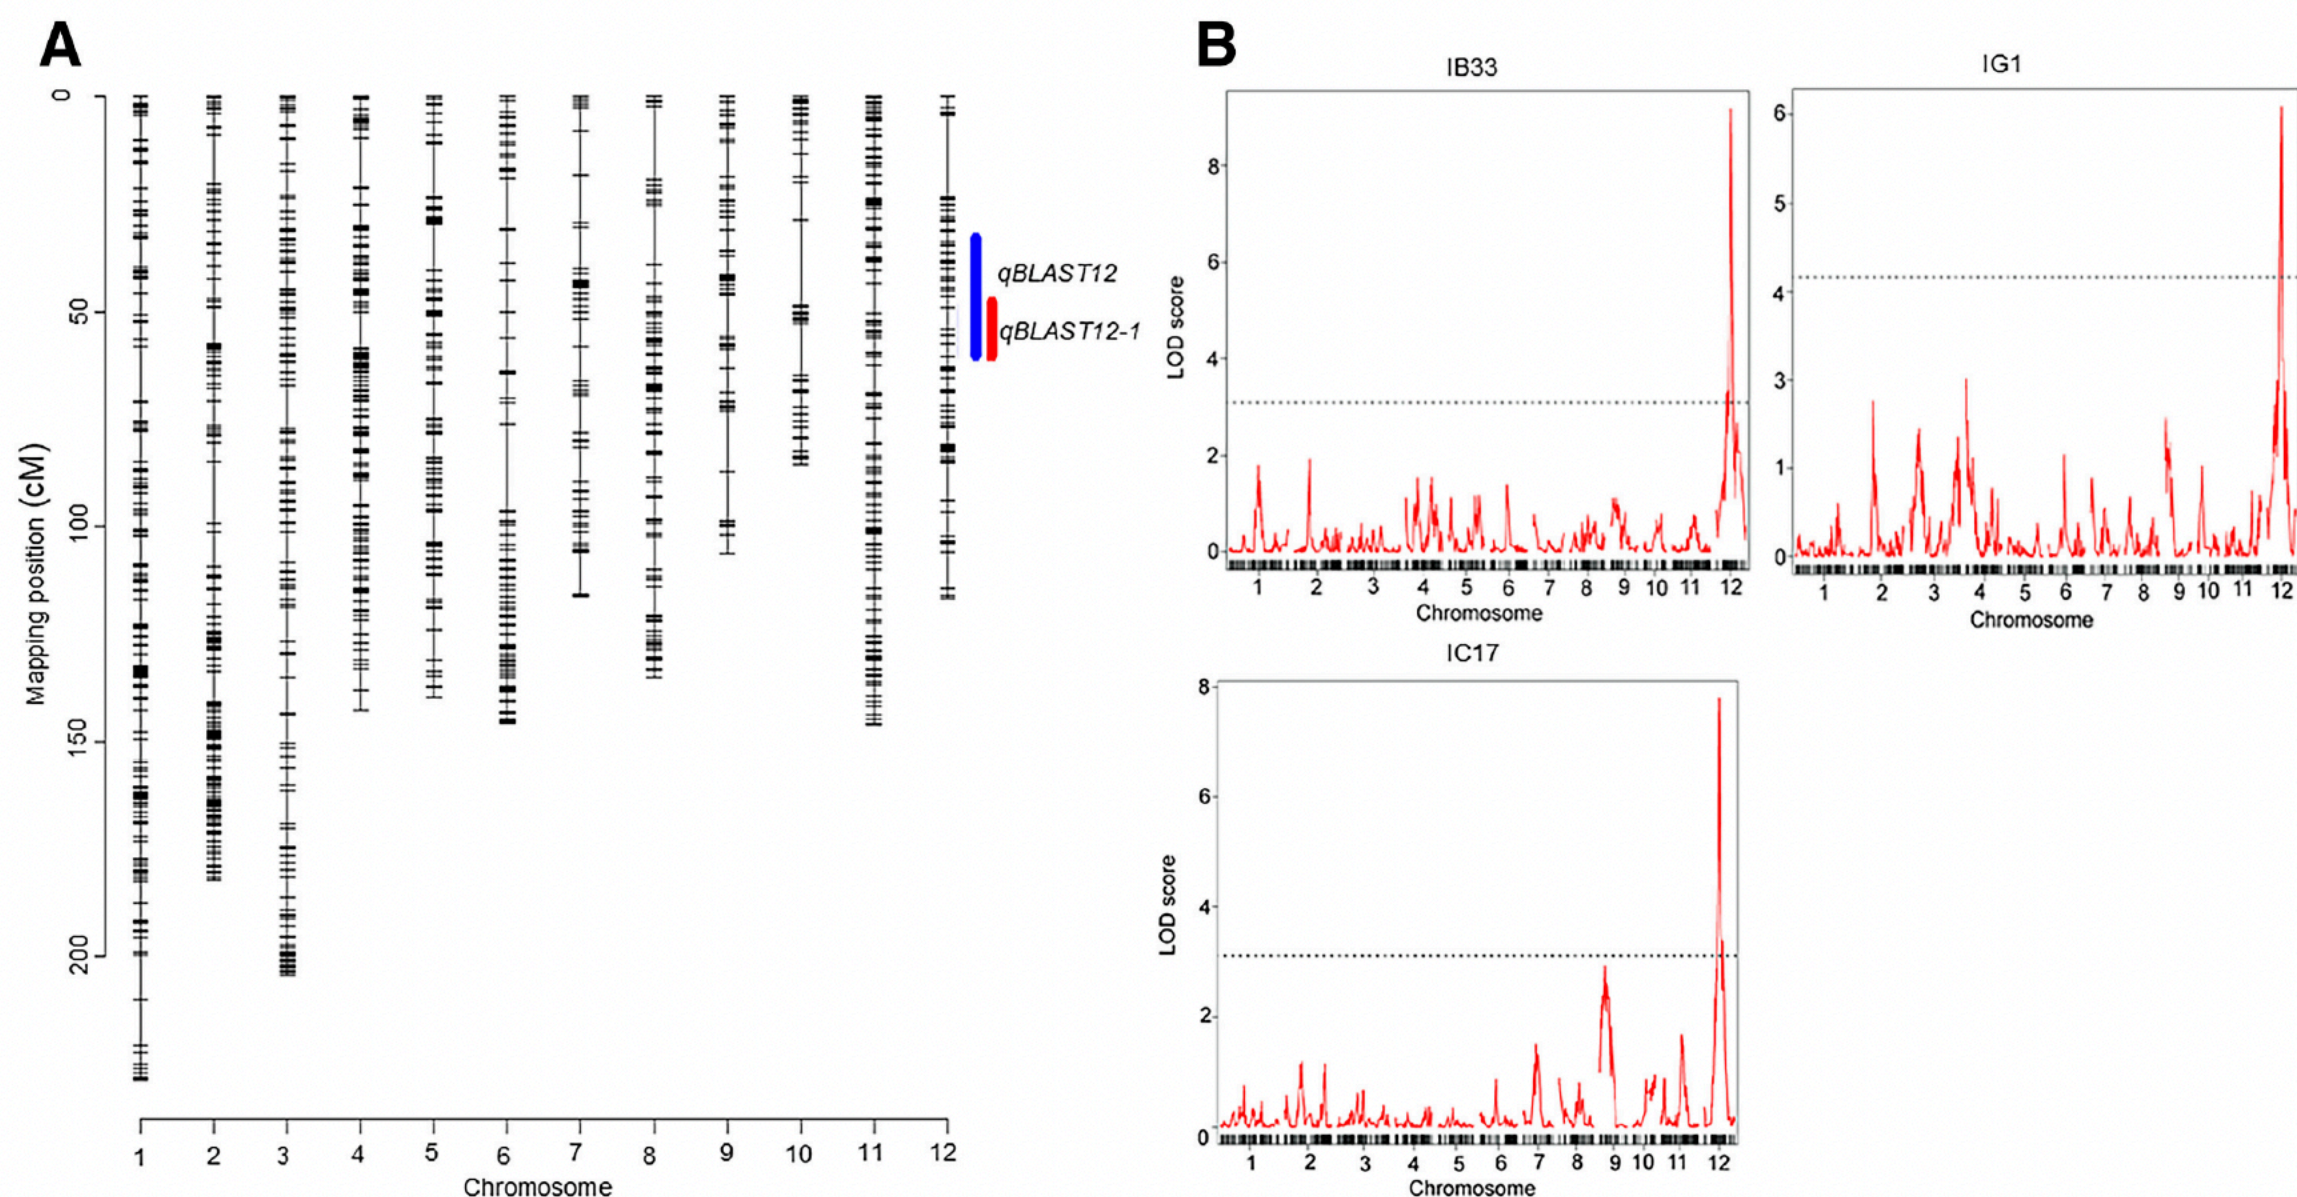 A
0
50
100
150
200
Mapping position (cM)
qBLAST12
qBLAST12-1
1 2 3 4 5 6 7 8 9 10 11 12
Chromosome
B
IB33
8
6
4
2
0
LOD score
1 2 3 4 5 6 7 8 9 10 11 12
Chromosome
IG1
6
5
4
3
1
0
1 2 3 4 5 6 7 8 9 10 11 12
Chromosome
IC17
8
6
4
2
0
LOD score
1 2 3 4 5 6 7 8 9 10 11 12
Chromosome